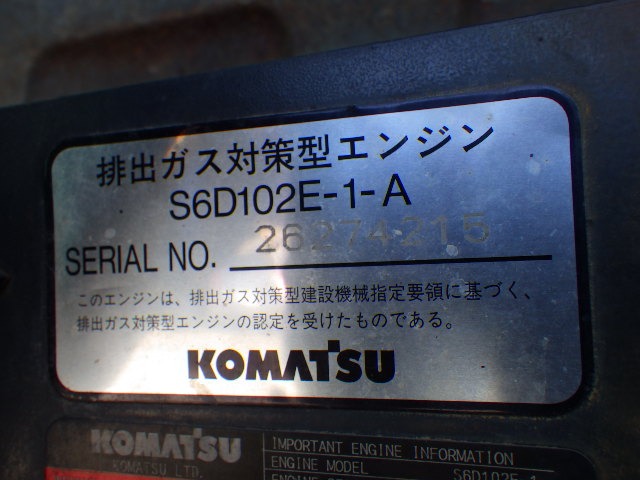 排出ガス対策型エンジン
S6D102E-1-A
SERIAL NO. 26274215
このエンジンは、排出ガス対策型建設機械指定要領に基づく、
排出ガス対策型エンジンの認定を受けたものである。
KOMATSU
KOMATSU
KOMATSU LTD.
IMPORTANT ENGINE INFORMATION
ENGINE MODEL S6D102E-1
ENGINE